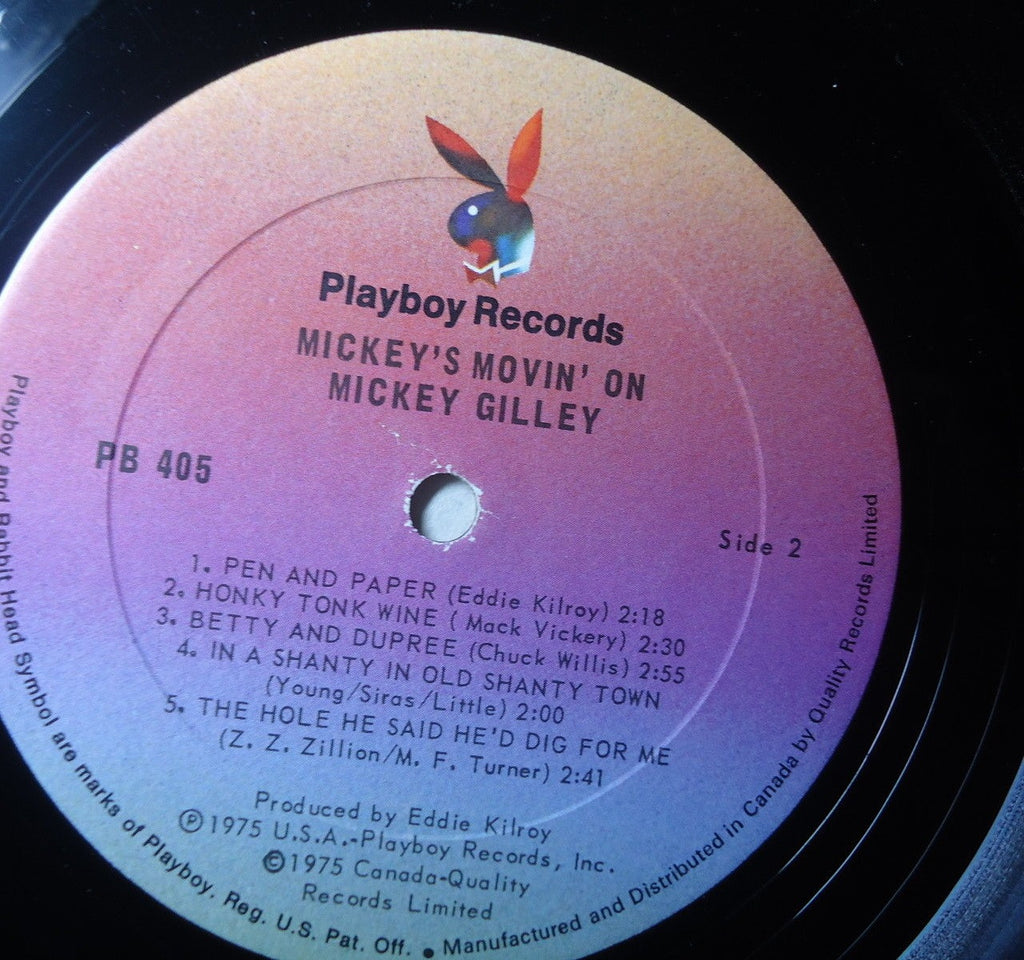 Playboy Records
MICKEY'S MOVIN' ON
MICKEY GILLEY
PB 405
Side 2
1. PEN AND PAPER (Eddie Kilroy) 2:18
2. HONKY TONK WINE ( Mack Vickery) 2:30
3. BETTY AND DUPREE (Chuck Willis) 2:55
4. IN A SHANTY IN OLD SHANTY TOWN
(Young/Siras/Little) 2:00
5. THE HOLE HE SAID HE'D DIG FOR ME
(Z. Z. Zillion/M. F. Turner) 2:41
Produced by Eddie Kilroy
Ⓟ1975 U.S.A.-Playboy Records, Inc.
©1975 Canada-Quality
Records Limited
Playboy and Rabbit Head Symbol are marks of Playboy. Reg. U.S. Pat. Off. • Manufactured and Distributed in Canada by Quality Records Limited